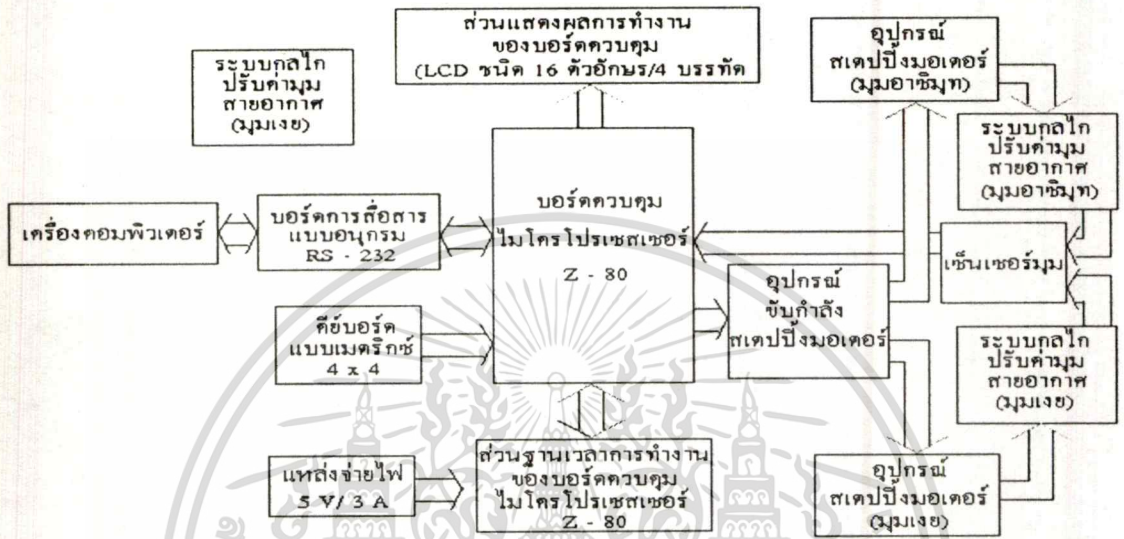 ส่วนแสดงผลการทำงาน
ของบอร์ดควบคุม
(LCD ชนิด 16 ตัวอักษร/4 บรรทัด
อุปกรณ์
สเตปปิ้งมอเตอร์
(มุมอาซิมุท)
ระบบกลไก
ปรับค่ามุม
สายอากาศ
(มุมเงย)
ระบบกลไก
ปรับค่ามุม
สายอากาศ
(มุมอาซิมุท)
เครื่องคอมพิวเตอร์
บอร์ดการสื่อสาร
แบบอนุกรม
RS - 232
บอร์ดควบคุม
ไมโครโปรเซสเซอร์
Z - 80
เซ็นเซอร์มุม
อุปกรณ์
ขับกำลัง
สเตปปิ้งมอเตอร์
คีย์บอร์ด
แบบเมตริกซ์
4 x 4
ระบบกลไก
ปรับค่ามุม
สายอากาศ
(มุมเงย)
แหล่งจ่ายไฟ
5 V/ 3 A
ส่วนฐานเวลาการทำงาน
ของบอร์ดควบคุม
ไมโครโปรเซสเซอร์
Z - 80
อุปกรณ์
สเตปปิ้งมอเตอร์
(มุมเงย)